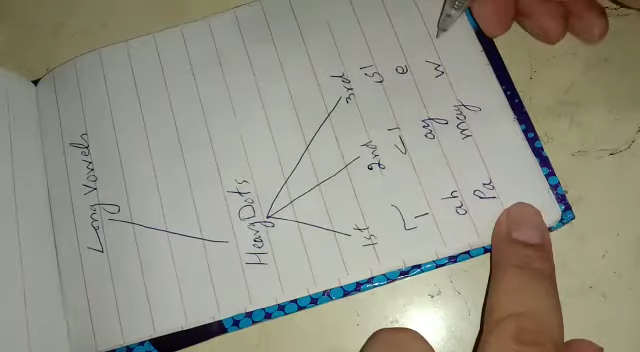 Long Vowels
Heavy Dots
1st 2nd 3rd
ah ay e
Pa may w